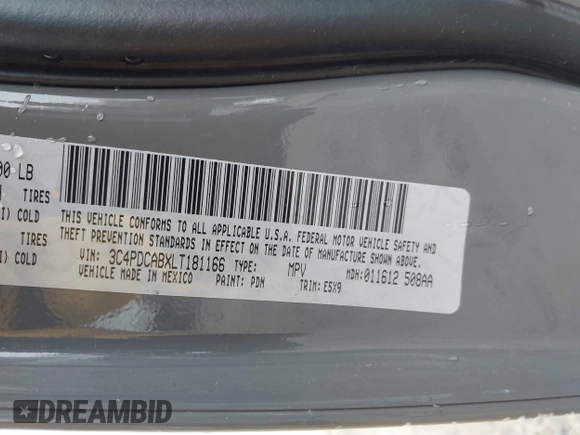 00 LB
TIRES
I) COLD
TIRES
I) COLD
THIS VEHICLE CONFORMS TO ALL APPLICABLE U.S.A. FEDERAL MOTOR VEHICLE SAFETY AND
THEFT PREVENTION STANDARDS IN EFFECT ON THE DATE OF MANUFACTURE SHOWN ABOVE.
VIN: 3C4PDCABXLT181166 TYPE: MPV MDH:011612 508AA
VEHICLE MADE IN MEXICO PAINT: PDN TRIM: E5X9
DREAMBID